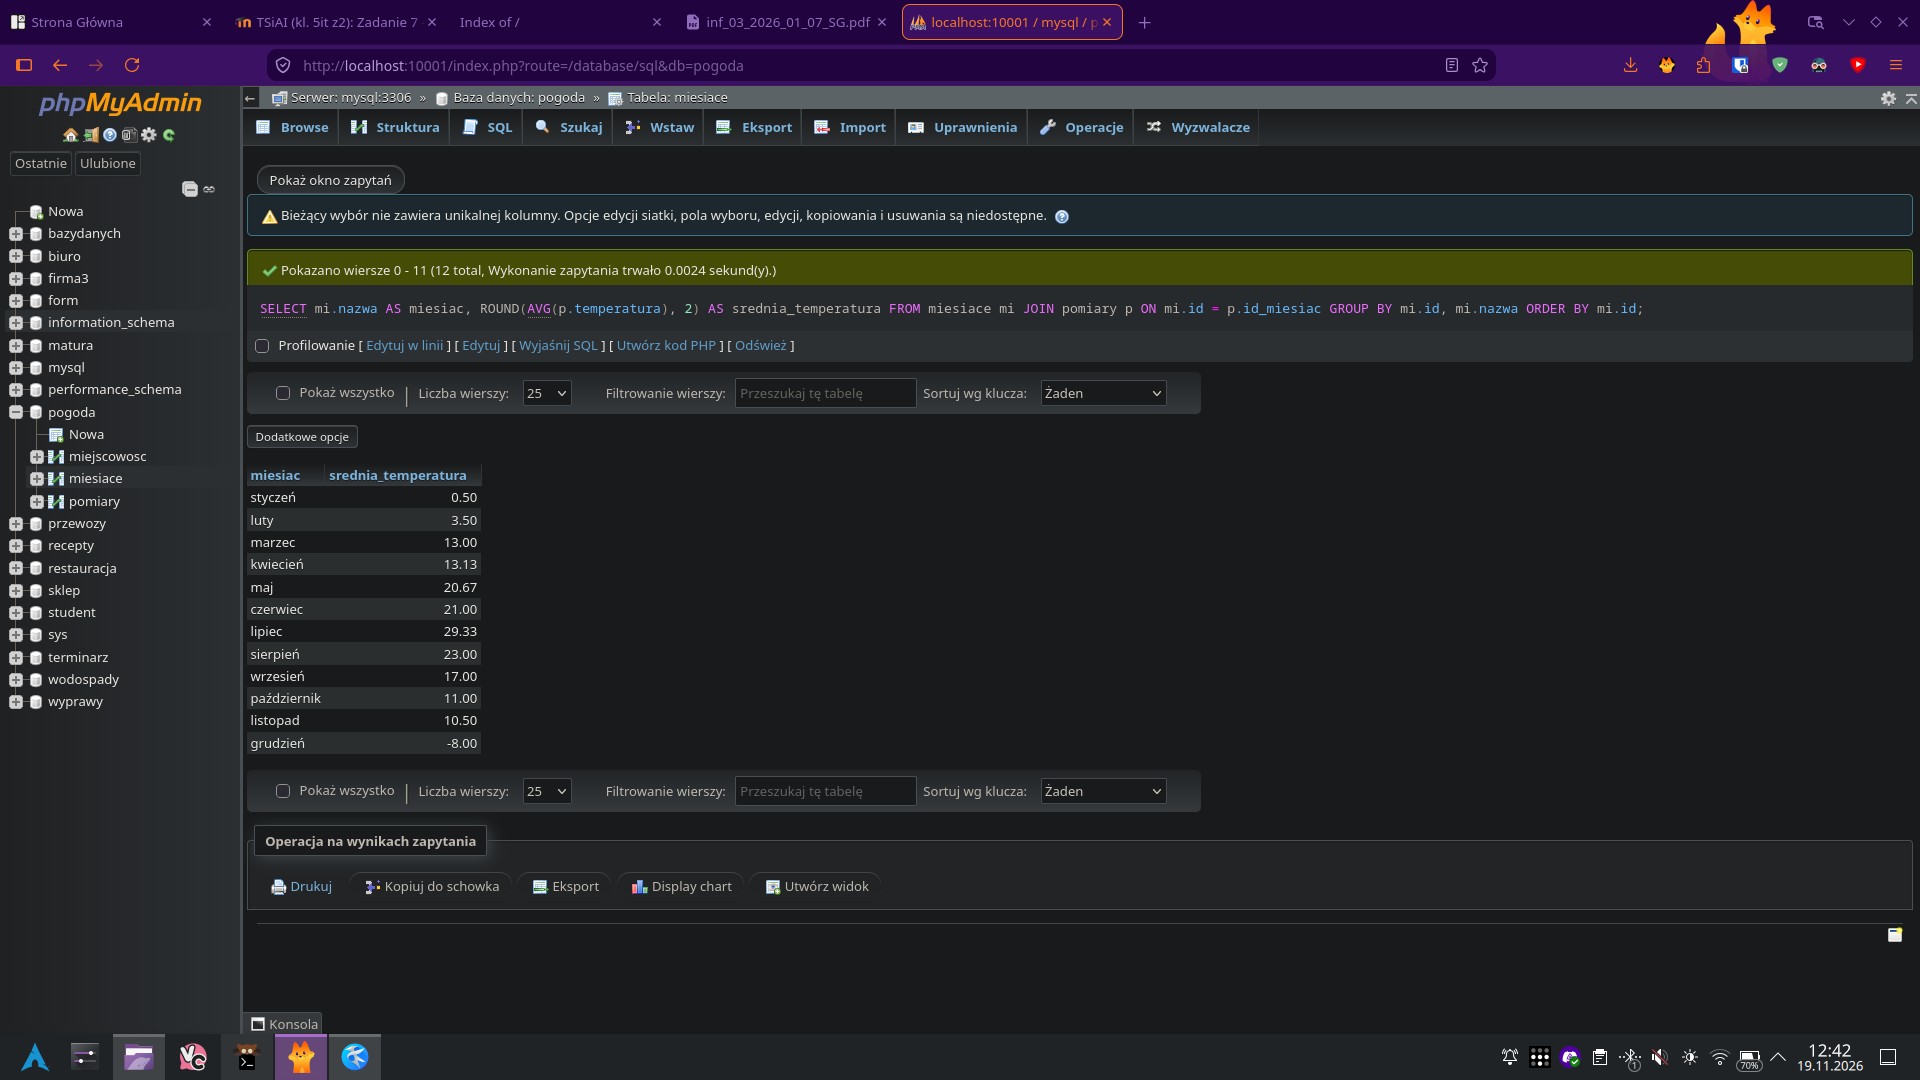 Strona Główna
TSiAI (kl. 5it z2): Zadanie 7
Index of /
inf_03_2026_01_07_SG.pdf
localhost:10001 / mysql / p
http://localhost:10001/index.php?route=/database/sql&db=pogoda
phpMyAdmin
Ostatnie
Ulubione
Nowa
bazydanych
biuro
firma3
form
information_schema
matura
mysql
performance_schema
pogoda
Nowa
miejscowosc
miesiace
pomiary
przewozy
recepty
restauracja
sklep
student
sys
terminarz
wodospady
wyprawy
Serwer: mysql:3306 » Baza danych: pogoda » Tabela: miesiace
Browse
Struktura
SQL
Szukaj
Wstaw
Eksport
Import
Uprawnienia
Operacje
Wyzwalacze
Pokaż okno zapytań
Bieżący wybór nie zawiera unikalnej kolumny. Opcje edycji siatki, pola wyboru, edycji, kopiowania i usuwania są niedostępne.
Pokazano wiersze 0 - 11 (12 total, Wykonanie zapytania trwało 0.0024 sekund(y).)
SELECT mi.nazwa AS miesiac, ROUND(AVG(p.temperatura), 2) AS srednia_temperatura FROM miesiace mi JOIN pomiary p ON mi.id = p.id_miesiac GROUP BY mi.id, mi.nazwa ORDER BY mi.id;
Profilowanie [ Edytuj w linii ] [ Edytuj ] [ Wyjaśnij SQL ] [ Utwórz kod PHP ] [ Odśwież ]
Pokaż wszystko | Liczba wierszy: 25 Filtrowanie wierszy: Przeszukaj tę tabelę Sortuj wg klucza: Żaden
Dodatkowe opcje
miesiac srednia_temperatura
styczeń 0.50
luty 3.50
marzec 13.00
kwiecień 13.13
maj 20.67
czerwiec 21.00
lipiec 29.33
sierpień 23.00
wrzesień 17.00
październik 11.00
listopad 10.50
grudzień -8.00
Pokaż wszystko | Liczba wierszy: 25 Filtrowanie wierszy: Przeszukaj tę tabelę Sortuj wg klucza: Żaden
Operacja na wynikach zapytania
Drukuj
Kopiuj do schowka
Eksport
Display chart
Utwórz widok
Konsola
1
70%
12:42
19.11.2026